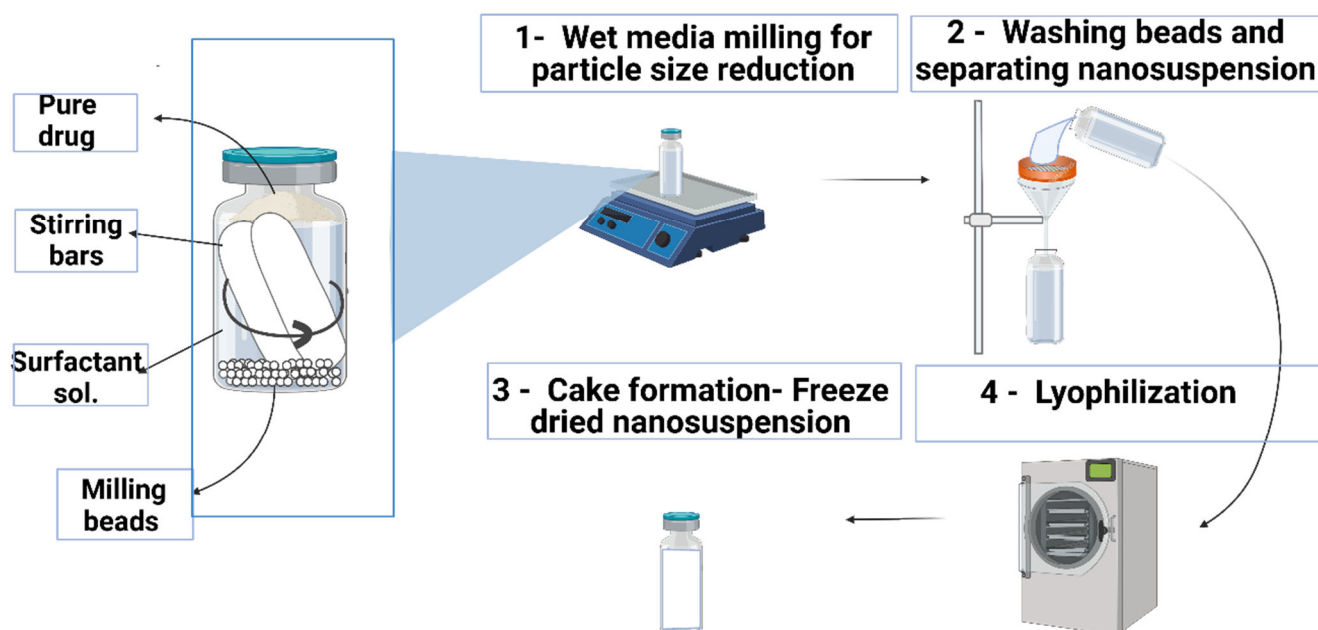 1-  Wet media milling for
particle size reduction
2 -  Washing beads and
separating nanosuspension
Pure
drug
Stirring
bars
Surfactant
sol.
Milling
beads
3 -  Cake formation- Freeze
dried nanosuspension
4 -  Lyophilization